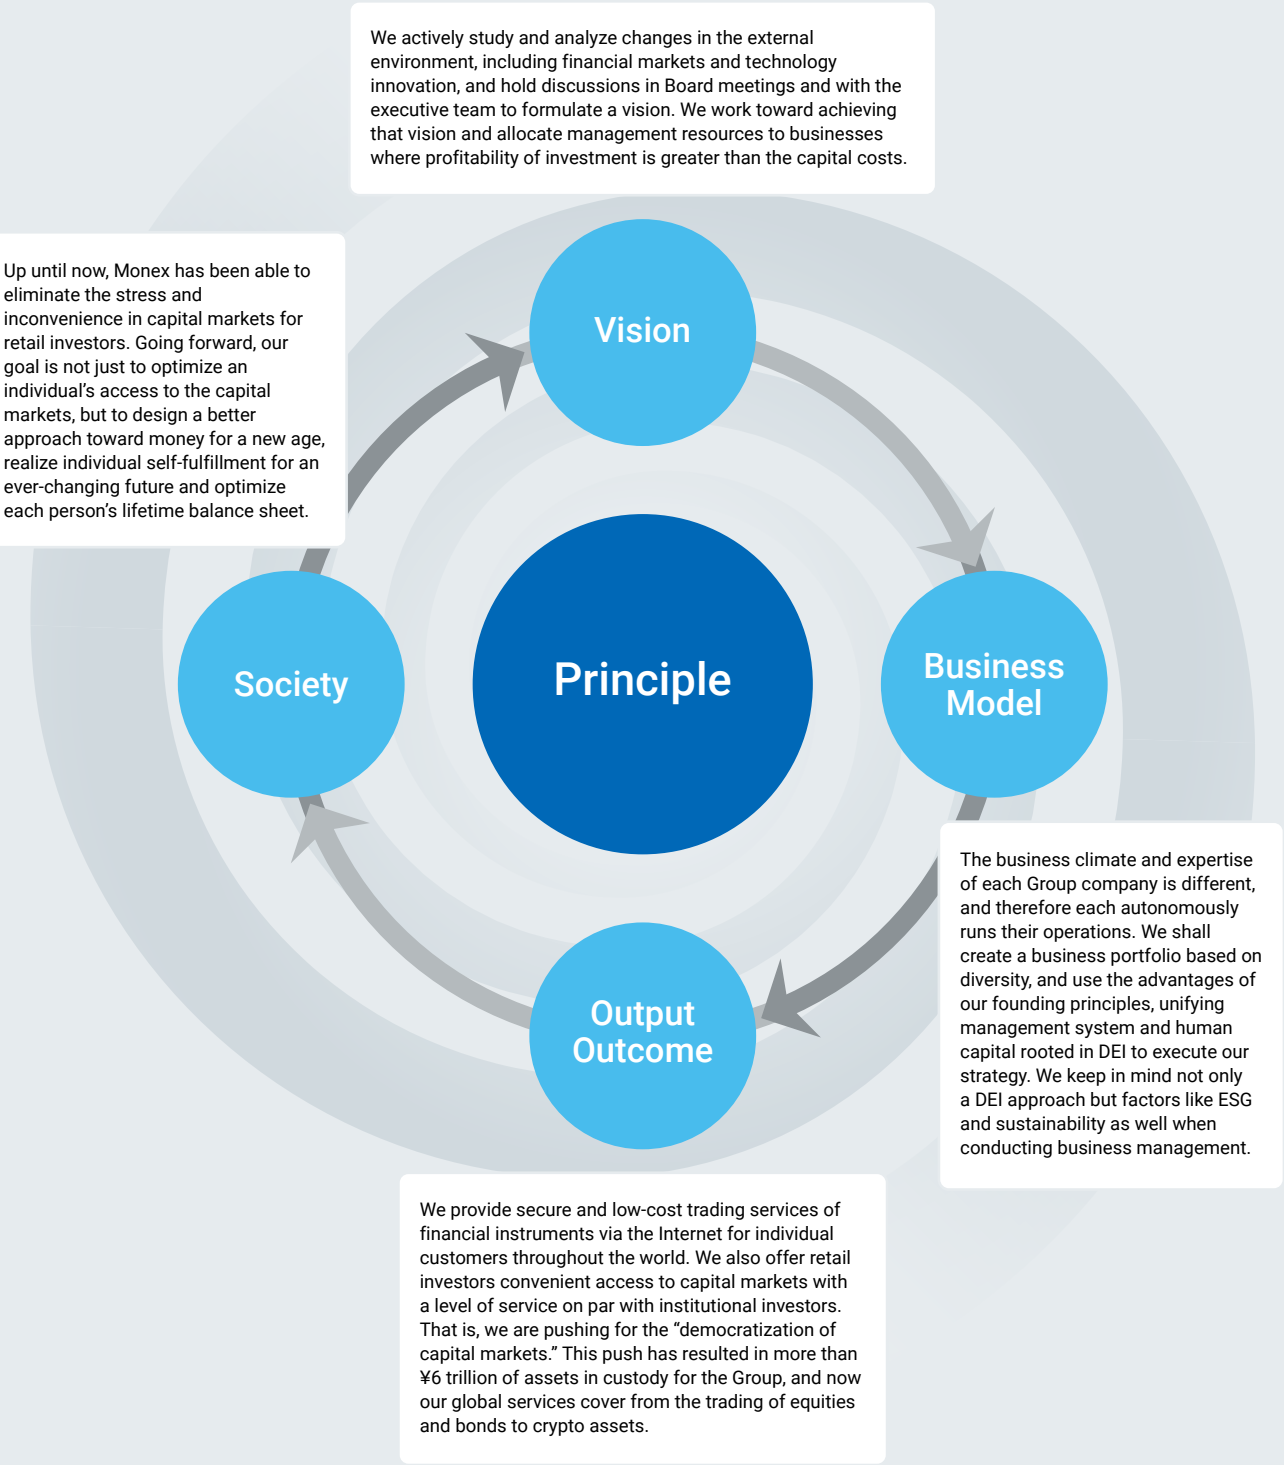 We actively study and analyze changes in the external
environment, including financial markets and technology
innovation, and hold discussions in Board meetings and with the
executive team to formulate a vision. We work toward achieving
that vision and allocate management resources to businesses
where profitability of investment is greater than the capital costs.
Up until now, Monex has been able to
eliminate the stress and
inconvenience in capital markets for
retail investors. Going forward, our
goal is not just to optimize an
individual’s access to the capital
markets, but to design a better
approach toward money for a new age,
realize individual self-fulfillment for an
ever-changing future and optimize
each person’s lifetime balance sheet.
Vision
Society
Principle
Business
Model
Output
Outcome
The business climate and expertise
of each Group company is different,
and therefore each autonomously
runs their operations. We shall
create a business portfolio based on
diversity, and use the advantages of
our founding principles, unifying
management system and human
capital rooted in DEI to execute our
strategy. We keep in mind not only
a DEI approach but factors like ESG
and sustainability as well when
conducting business management.
We provide secure and low-cost trading services of
financial instruments via the Internet for individual
customers throughout the world. We also offer retail
investors convenient access to capital markets with
a level of service on par with institutional investors.
That is, we are pushing for the “democratization of
capital markets.” This push has resulted in more than
¥6 trillion of assets in custody for the Group, and now
our global services cover from the trading of equities
and bonds to crypto assets.